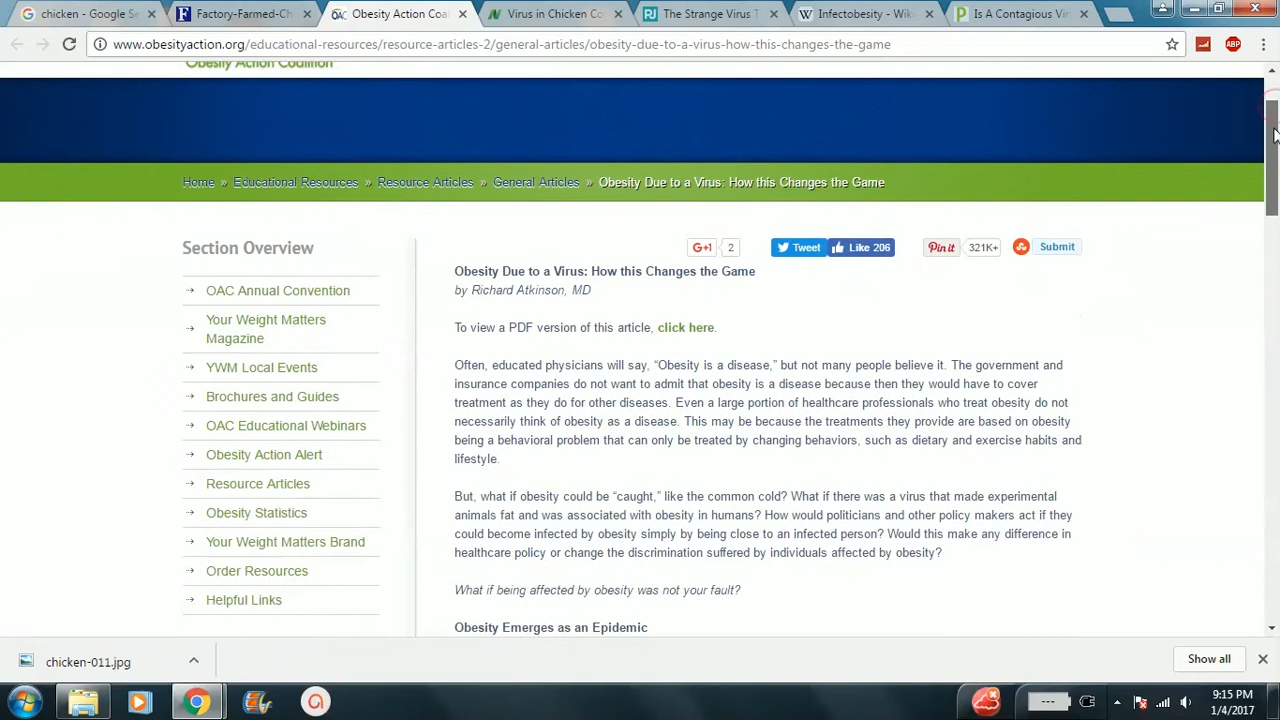 chicken - Google Se
Factory-Farmed-Ch
Obesity Action Coal
Virus in Chicken Co
The Strange Virus T
Infectobesity - Wiki
Is A Contagious Vir
ABP
www.obesityaction.org/educational-resources/resource-articles-2/general-articles/obesity-due-to-a-virus-how-this-changes-the-game
Obesity Action Coalition
Home » Educational Resources » Resource Articles » General Articles » Obesity Due to a Virus: How this Changes the Game
Section Overview
OAC Annual Convention
Your Weight Matters
Magazine
YWM Local Events
Brochures and Guides
OAC Educational Webinars
Obesity Action Alert
Resource Articles
Obesity Statistics
Your Weight Matters Brand
Order Resources
Helpful Links
G+1 2 Tweet Like 206 Pin it 321K+ Submit
Obesity Due to a Virus: How this Changes the Game
by Richard Atkinson, MD
To view a PDF version of this article, click here.
Often, educated physicians will say, “Obesity is a disease,” but not many people believe it. The government and
insurance companies do not want to admit that obesity is a disease because then they would have to cover
treatment as they do for other diseases. Even a large portion of healthcare professionals who treat obesity do not
necessarily think of obesity as a disease. This may be because the treatments they provide are based on obesity
being a behavioral problem that can only be treated by changing behaviors, such as dietary and exercise habits and
lifestyle.
But, what if obesity could be “caught,” like the common cold? What if there was a virus that made experimental
animals fat and was associated with obesity in humans? How would politicians and other policy makers act if they
could become infected by obesity simply by being close to an infected person? Would this make any difference in
healthcare policy or change the discrimination suffered by individuals affected by obesity?
What if being affected by obesity was not your fault?
Obesity Emerges as an Epidemic
chicken-011.jpg
Show all
9:15 PM
1/4/2017